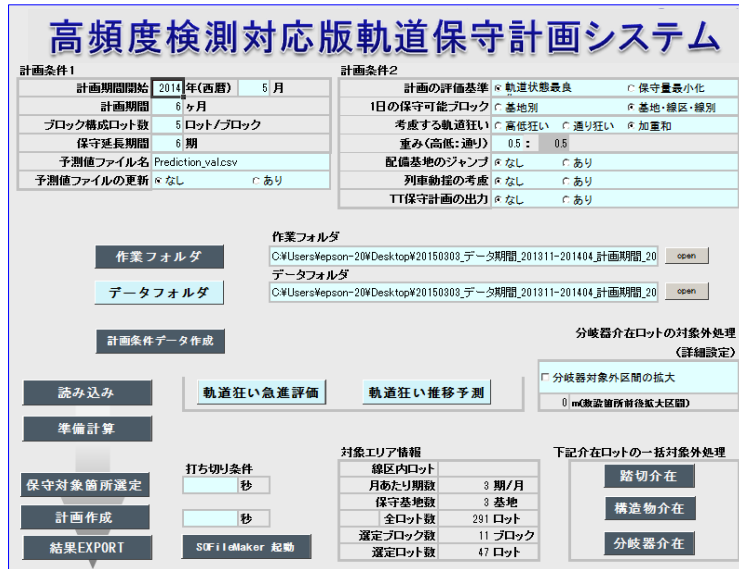 高頻度検測対応版軌道保守計画システム
計画条件1
計画期間開始 2014 年(西暦) 5 月
計画期間 6 ヶ月
ブロック構成ロット数 5 ロット/ブロック
保守延長期間 6 期
予測値ファイル名 Prediction_val.csv
予測値ファイルの更新 なし あり
計画条件2
計画の評価基準 軌道状態最良 保守量最小化
1日の保守可能ブロック 基地別 基地・線区・線別
考慮する軌道狂い 高低狂い 通り狂い 加重和
重み(高低:通り) 0.5 : 0.5
配備基地のジャンプ なし あり
列車動揺の考慮 なし あり
TT保守計画の出力 なし あり
作業フォルダ
作業フォルダ C:¥Users¥epson-20¥Desktop¥20150303_データ期間_201311-201404_計画期間_20 open
データフォルダ
データフォルダ C:¥Users¥epson-20¥Desktop¥20150303_データ期間_201311-201404_計画期間_20 open
計画条件データ作成
分岐器介在ロットの対象外処理
(詳細設定)
分岐器対象外区間の拡大
0 m(敷設箇所前後拡大区間)
読み込み
軌道狂い急進評価
軌道狂い推移予測
準備計算
保守対象箇所選定
打ち切り条件
秒
計画作成
秒
結果EXPORT
SOFileMaker 起動
対象エリア情報
線区内ロット
月あたり期数 3 期/月
保守基地数 3 基地
全ロット数 291 ロット
選定ブロック数 11 ブロック
選定ロット数 47 ロット
下記介在ロットの一括対象外処理
踏切介在
構造物介在
分岐器介在